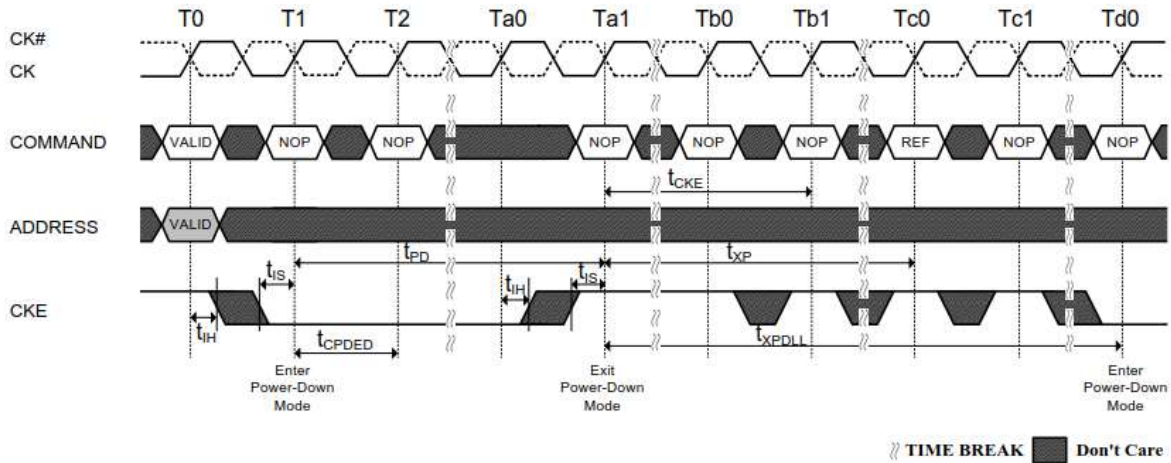 T0 T1 T2 Ta0 Ta1 Tb0 Tb1 Tc0 Tc1 Td0
CK#
CK
COMMAND VALID NOP NOP NOP NOP NOP REF NOP NOP
tCKE
ADDRESS VALID
tPD tXP
tIS tIH tIS
CKE
tIH tCPDED tXPDLL
Enter Power-Down Mode
Exit Power-Down Mode
Enter Power-Down Mode
TIME BREAK Don't Care